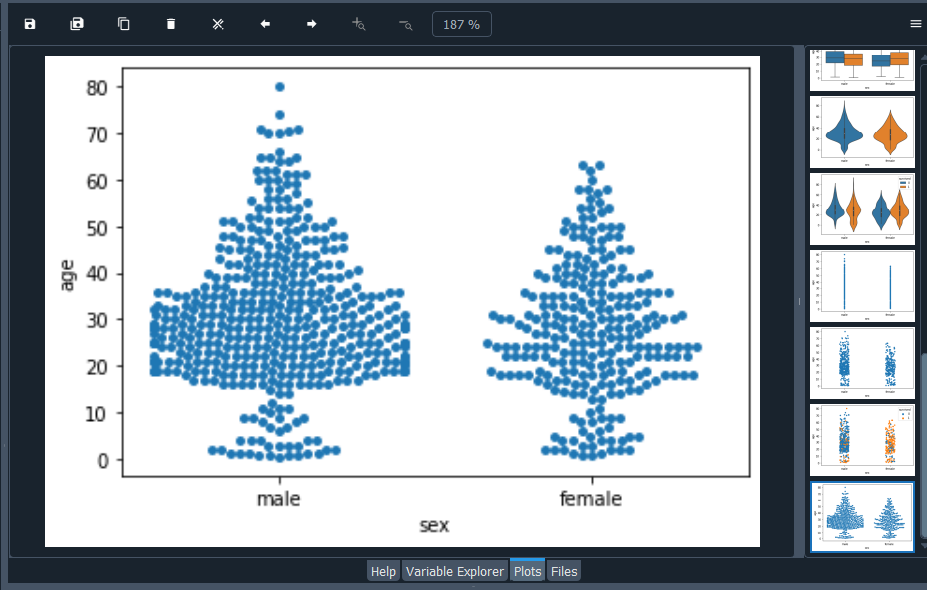 187 %
80
70
60
50
40
30
20
10
0
age
male
female
sex
Help
Variable Explorer
Plots
Files